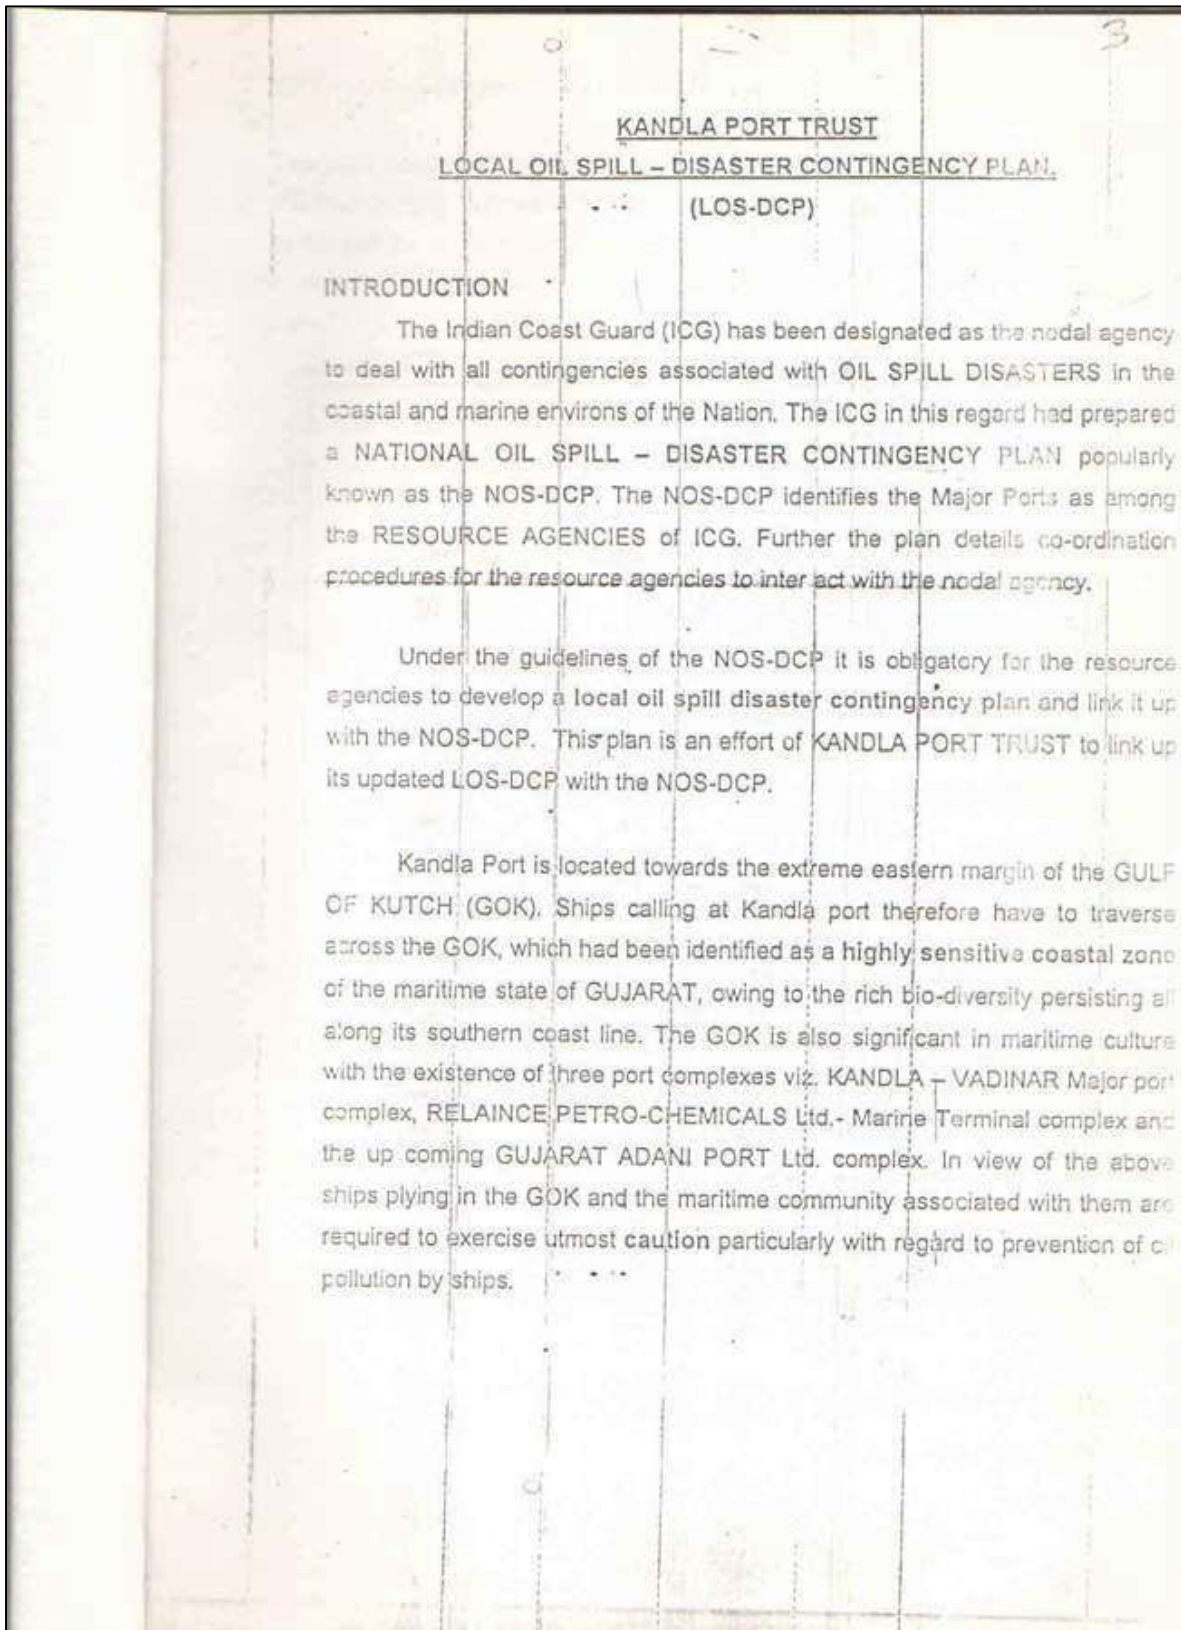 3
KANDLA PORT TRUST
LOCAL OIL SPILL – DISASTER CONTINGENCY PLAN.
(LOS-DCP)
INTRODUCTION
The Indian Coast Guard (ICG) has been designated as the nodal agency
to deal with all contingencies associated with OIL SPILL DISASTERS in the
coastal and marine environs of the Nation. The ICG in this regard had prepared
a NATIONAL OIL SPILL – DISASTER CONTINGENCY PLAN popularly
known as the NOS-DCP. The NOS-DCP identifies the Major Ports as among
the RESOURCE AGENCIES of ICG. Further the plan details co-ordination
procedures for the resource agencies to inter act with the nodal agency.
Under the guidelines of the NOS-DCP it is obligatory for the resource
agencies to develop a local oil spill disaster contingency plan and link it up
with the NOS-DCP. This plan is an effort of KANDLA PORT TRUST to link up
its updated LOS-DCP with the NOS-DCP.
Kandla Port is located towards the extreme eastern margin of the GULF
OF KUTCH (GOK). Ships calling at Kandla port therefore have to traverse
across the GOK, which had been identified as a highly sensitive coastal zone
of the maritime state of GUJARAT, owing to the rich bio-diversity persisting all
along its southern coast line. The GOK is also significant in maritime culture
with the existence of three port complexes viz. KANDLA – VADINAR Major port
complex, RELAINCE PETRO-CHEMICALS Ltd.- Marine Terminal complex and
the up coming GUJARAT ADANI PORT Ltd. complex. In view of the above
ships plying in the GOK and the maritime community associated with them are
required to exercise utmost caution particularly with regard to prevention of
pollution by ships.